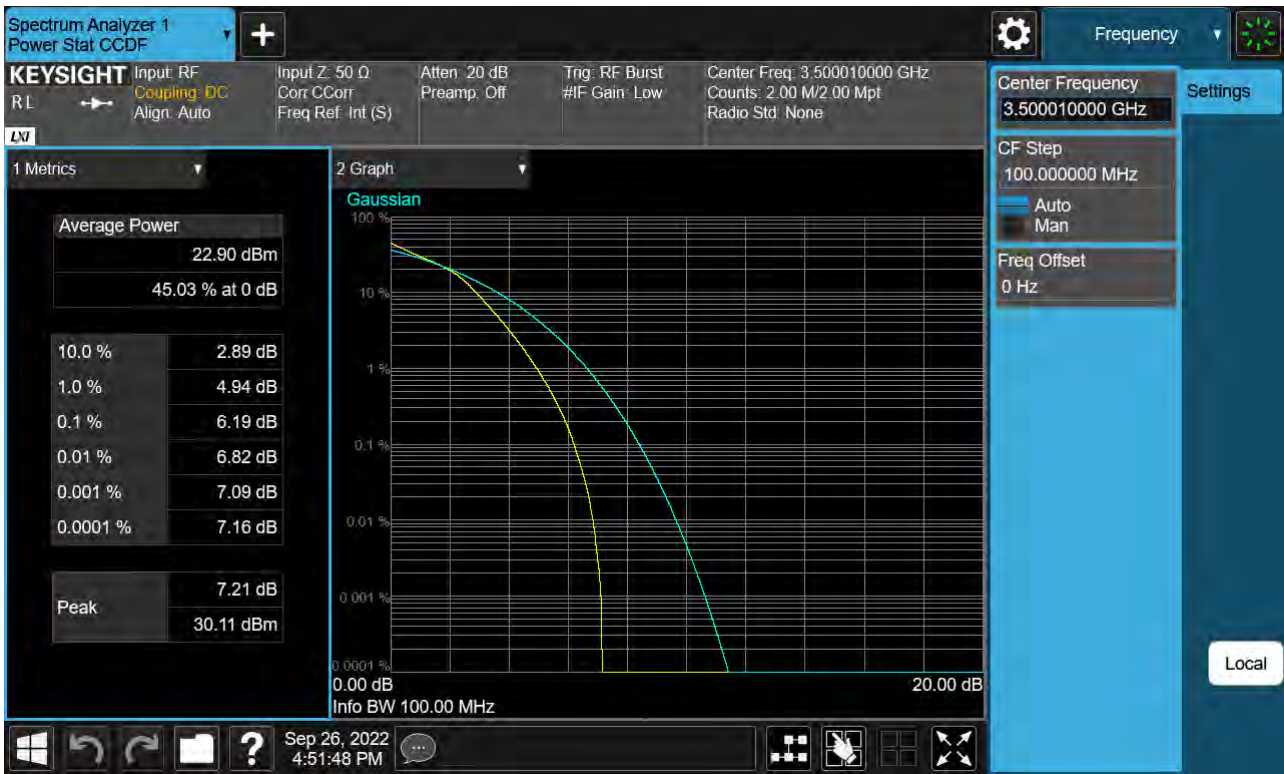 Spectrum Analyzer 1
Power Stat CCDF
Frequency
KEYSIGHT
RL
LXI
Input: RF
Coupling: DC
Align: Auto
Input Z: 50 Ω
Corr CCorr
Freq Ref: Int (S)
Atten: 20 dB
Preamp: Off
Trig: RF Burst
#IF Gain: Low
Center Freq: 3.500010000 GHz
Counts: 2.00 M/2.00 Mpt
Radio Std: None
Center Frequency
3.500010000 GHz
Settings
CF Step
100.000000 MHz
Auto
Man
Freq Offset
0 Hz
1 Metrics
Average Power
22.90 dBm
45.03 % at 0 dB
10.0 % 2.89 dB
1.0 % 4.94 dB
0.1 % 6.19 dB
0.01 % 6.82 dB
0.001 % 7.09 dB
0.0001 % 7.16 dB
Peak
7.21 dB
30.11 dBm
2 Graph
Gaussian
100 %
10 %
1 %
0.1 %
0.01 %
0.001 %
0.0001 %
0.00 dB 20.00 dB
Info BW 100.00 MHz
Local
?
Sep 26, 2022
4:51:48 PM